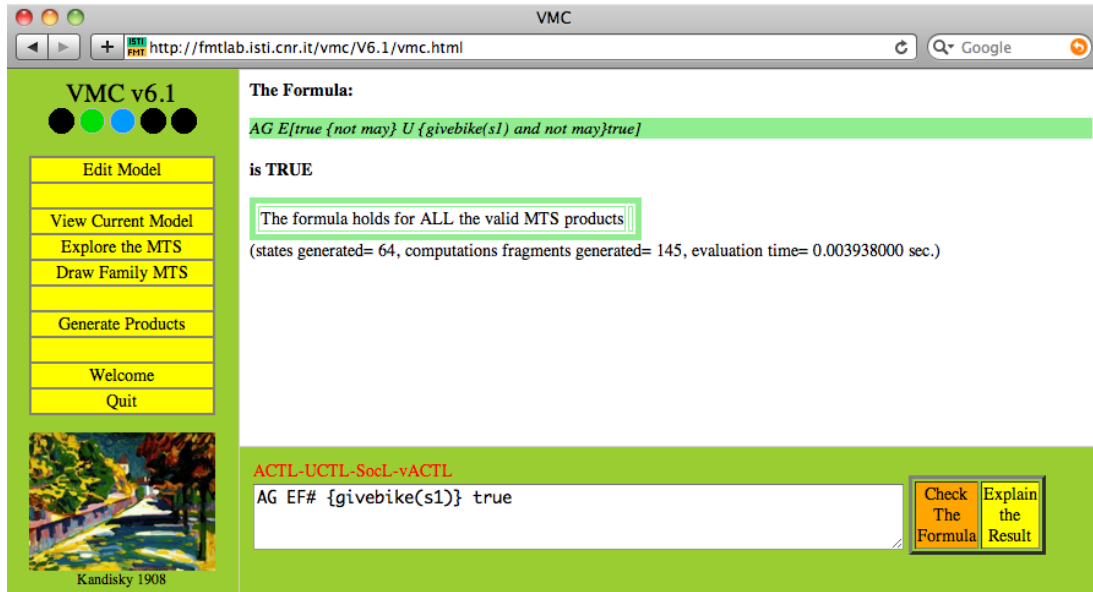 VMC
ISTI
FMT
http://fmtlab.isti.cnr.it/vmc/V6.1/vmc.html
Google
VMC v6.1
Edit Model
View Current Model
Explore the MTS
Draw Family MTS
Generate Products
Welcome
Quit
Kandisky 1908
The Formula:
AG E[true {not may} U {givebike(s1) and not may}true]
is TRUE
The formula holds for ALL the valid MTS products
(states generated= 64, computations fragments generated= 145, evaluation time= 0.003938000 sec.)
ACTL-UCTL-SocL-vACTL
AG EF# {givebike(s1)} true
Check
The
Formula
Explain
the
Result